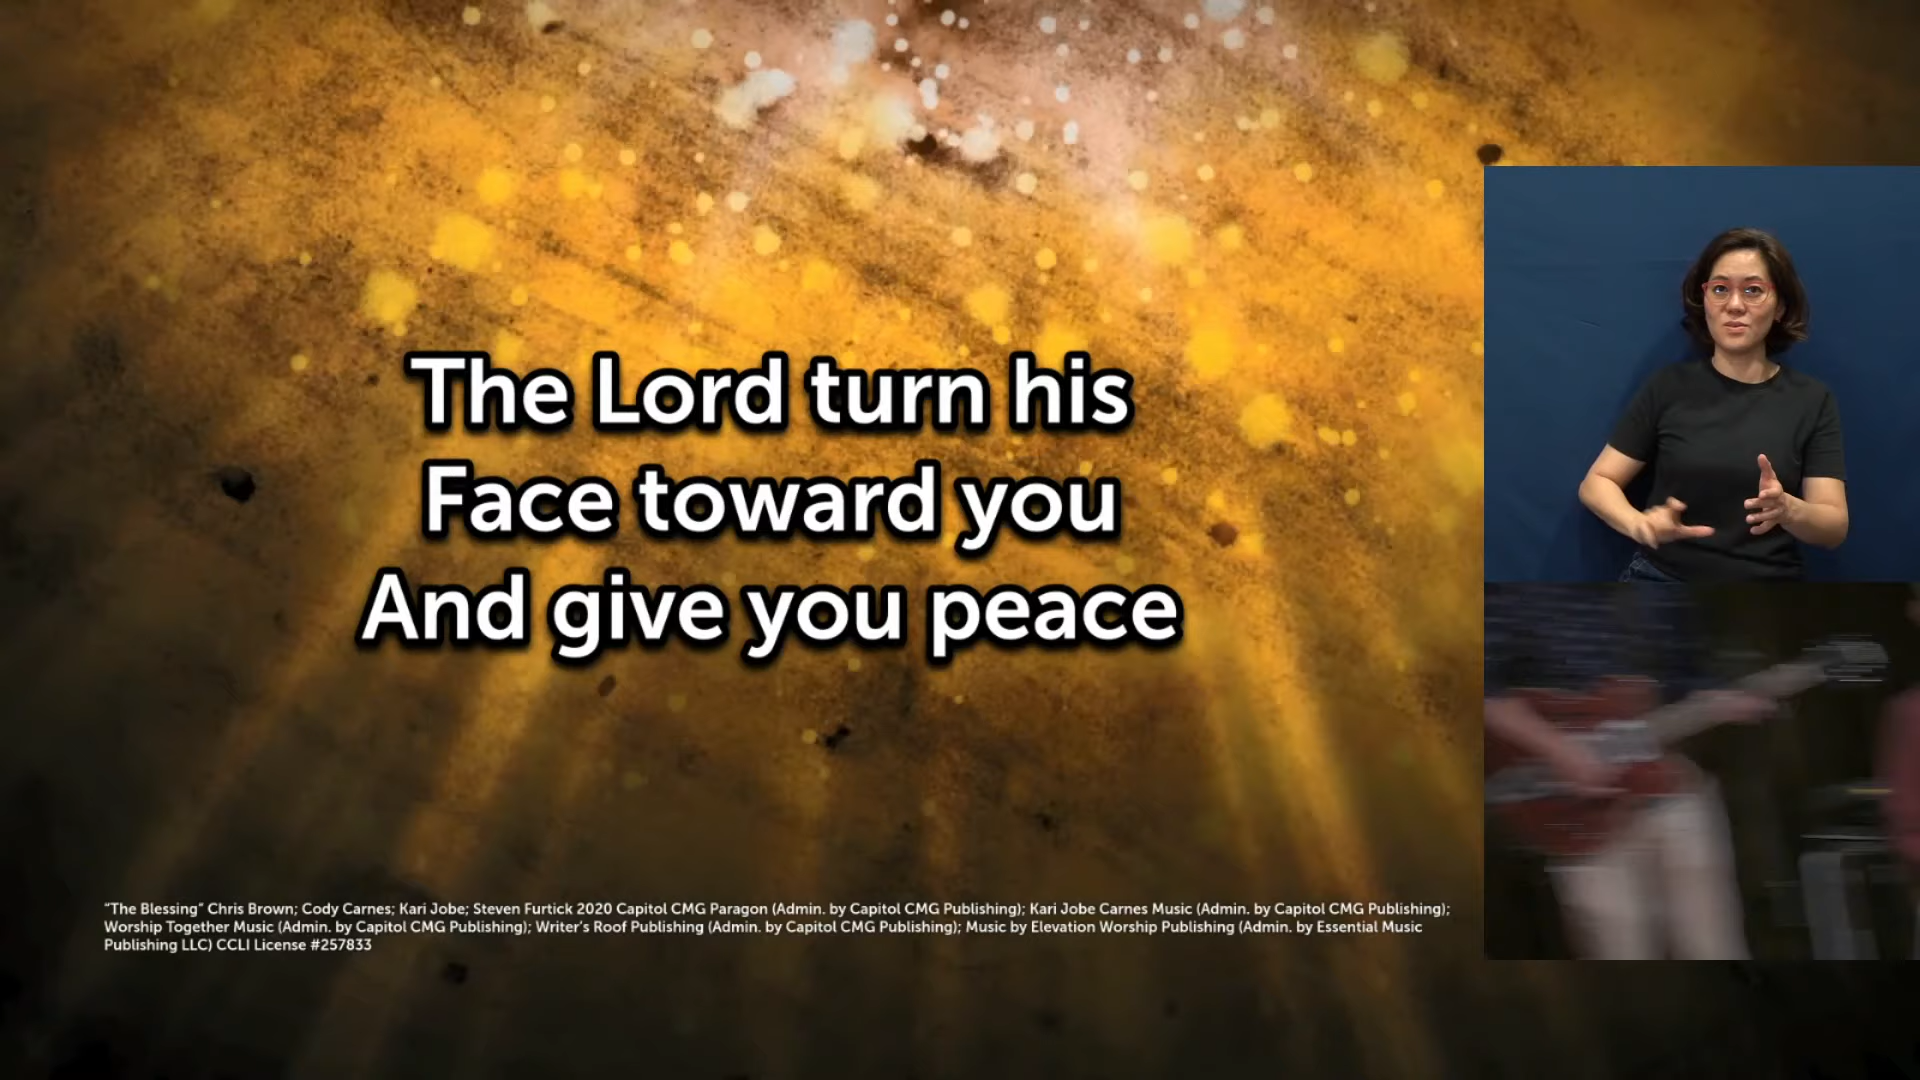 The Lord turn his
Face toward you
And give you peace
"The Blessing" Chris Brown; Cody Carnes; Kari Jobe; Steven Furtick 2020 Capitol CMG Paragon (Admin. by Capitol CMG Publishing); Kari Jobe Carnes Music (Admin. by Capitol CMG Publishing);
Worship Together Music (Admin. by Capitol CMG Publishing); Writer's Roof Publishing (Admin. by Capitol CMG Publishing); Music by Elevation Worship Publishing (Admin. by Essential Music
Publishing LLC) CCLI License #257833